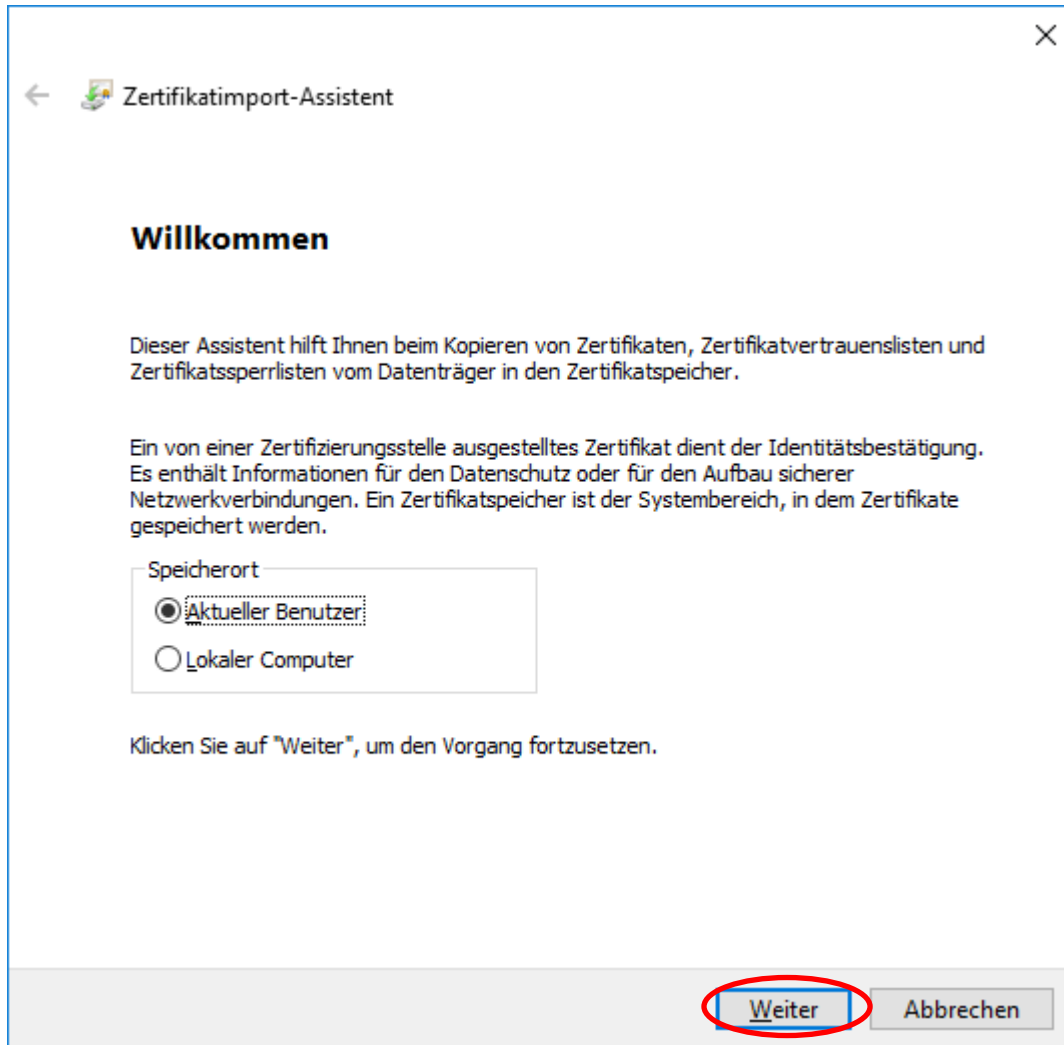 Zertifikatimport-Assistent
Willkommen
Dieser Assistent hilft Ihnen beim Kopieren von Zertifikaten, Zertifikatvertrauenslisten und
Zertifikatssperrlisten vom Datenträger in den Zertifikatspeicher.
Ein von einer Zertifizierungsstelle ausgestelltes Zertifikat dient der Identitätsbestätigung.
Es enthält Informationen für den Datenschutz oder für den Aufbau sicherer
Netzwerkverbindungen. Ein Zertifikatspeicher ist der Systembereich, in dem Zertifikate
gespeichert werden.
Speicherort
Aktueller Benutzer
Lokaler Computer
Klicken Sie auf "Weiter", um den Vorgang fortzusetzen.
Weiter
Abbrechen